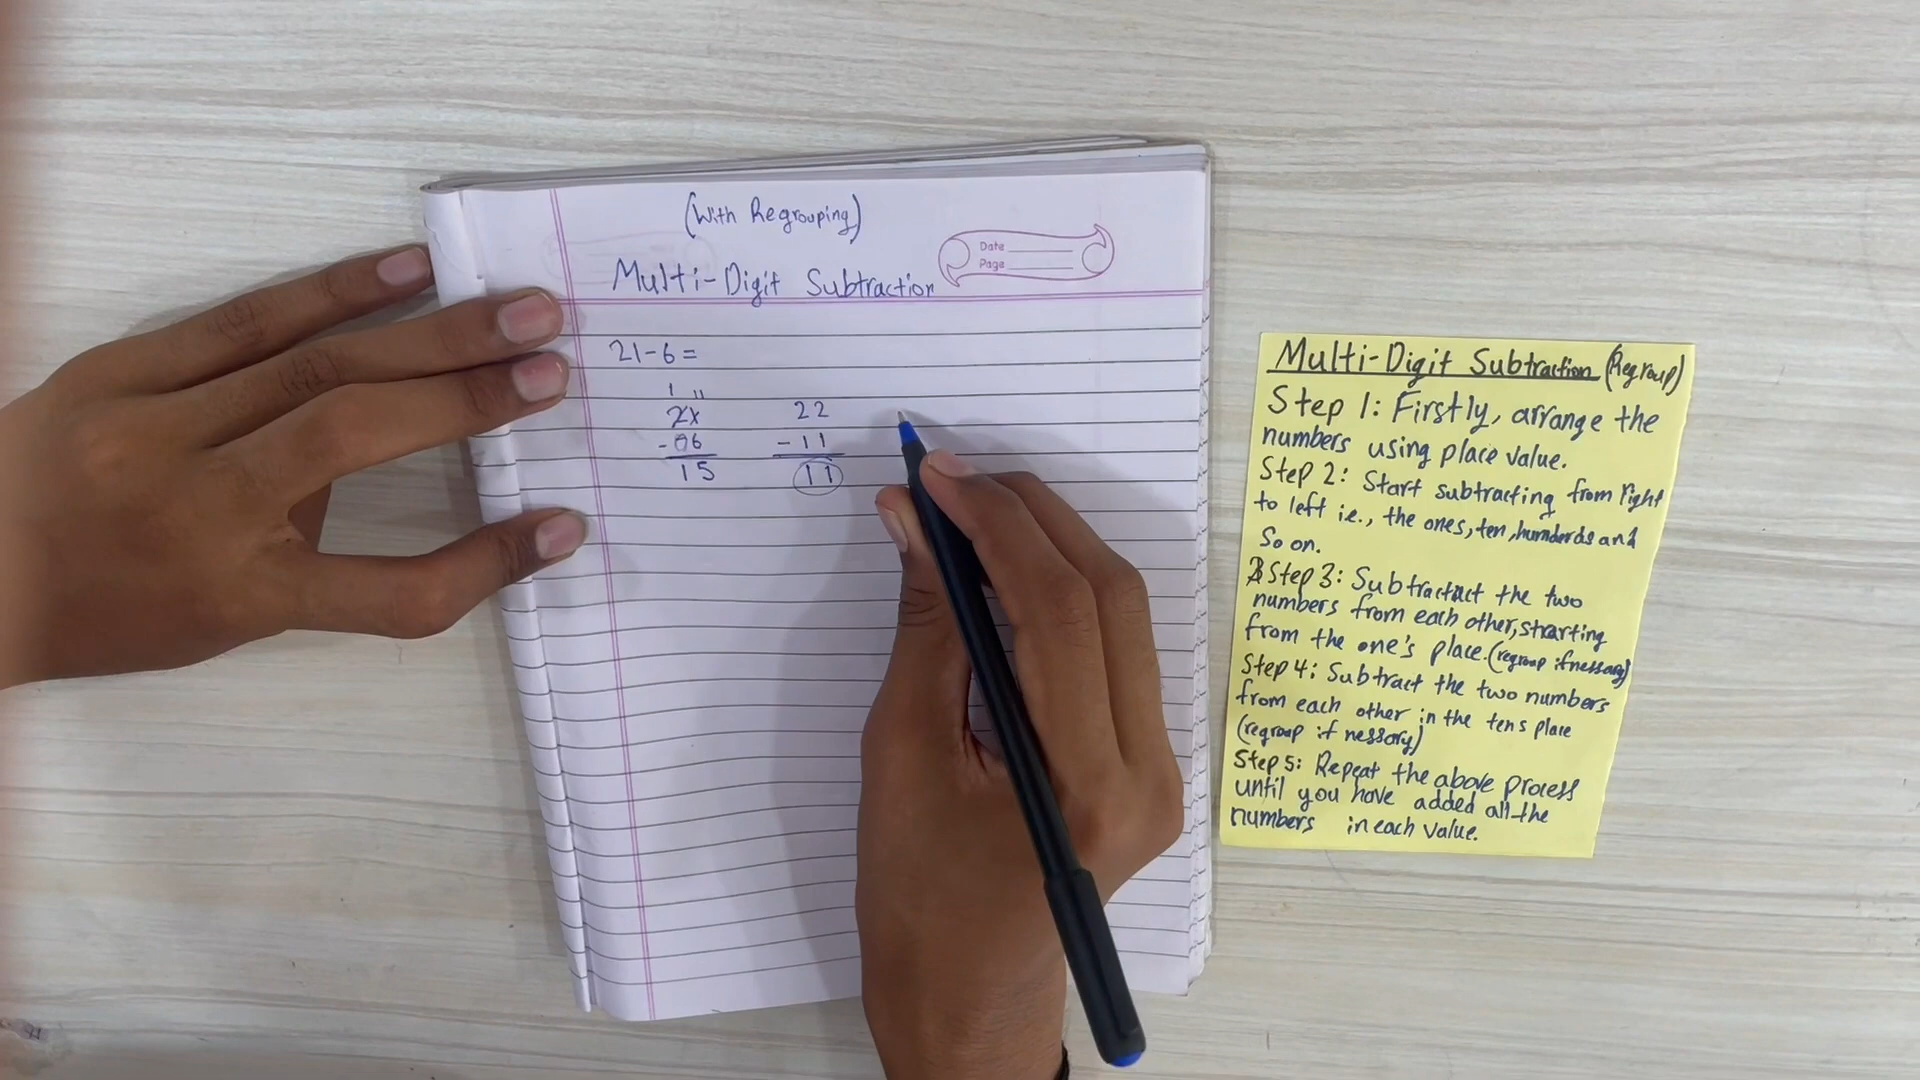 (With Regrouping)
Date
Page
Multi-Digit Subtraction
21-6=
1 11
21 22
-06 -11
15 11
Multi-Digit Subtraction (Regroup)
Step 1: Firstly, arrange the
numbers using place value.
Step 2: Start subtracting from right
to left i.e., the ones, ten, hunderds and
So on.
Step 3: Subtract the two
numbers from each other, starting
from the one's place. (regroup if nessary)
Step 4: Subtract the two numbers
from each other in the tens place
(regroup if nessory)
Step 5: Repeat the above process
until you have added all the
numbers in each value.